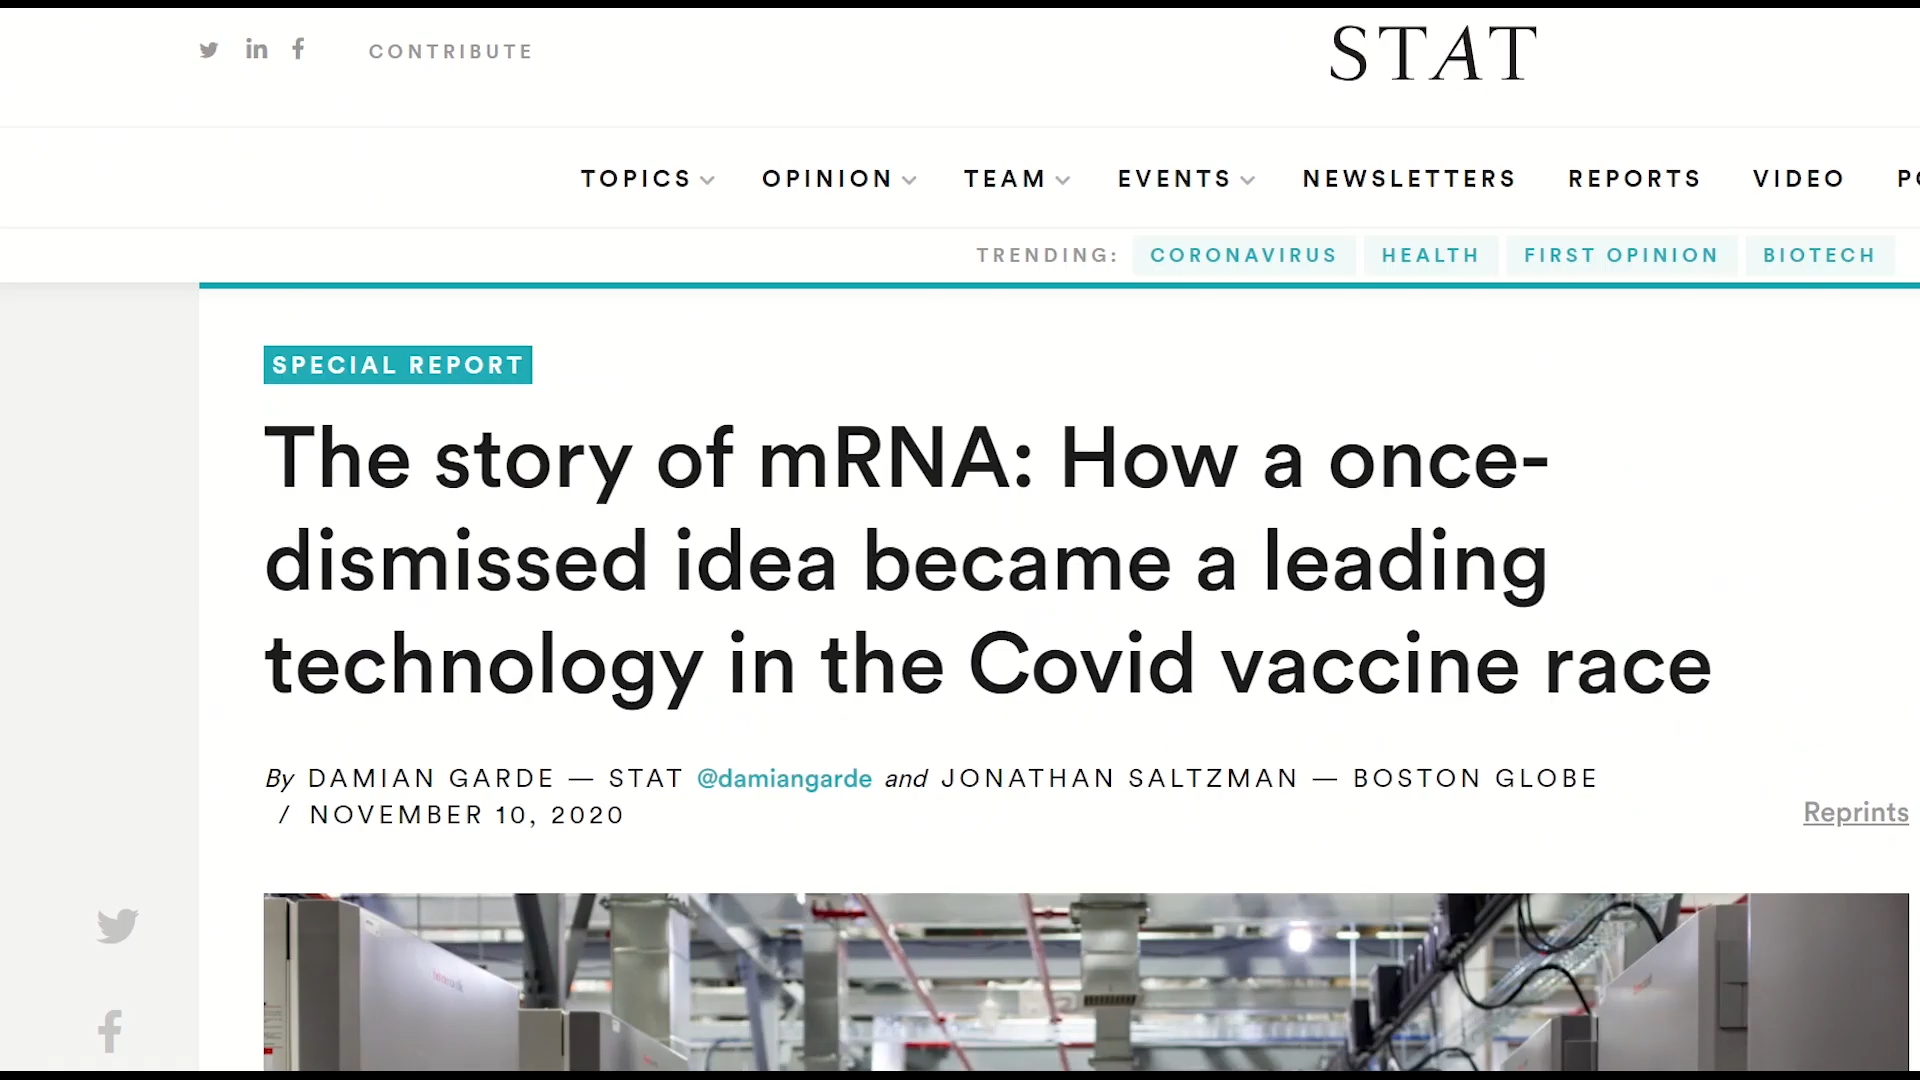 CONTRIBUTE
STAT
TOPICS OPINION TEAM EVENTS NEWSLETTERS REPORTS VIDEO
TRENDING: CORONAVIRUS HEALTH FIRST OPINION BIOTECH
SPECIAL REPORT
The story of mRNA: How a once-
dismissed idea became a leading
technology in the Covid vaccine race
By DAMIAN GARDE — STAT @damiangarde and JONATHAN SALTZMAN — BOSTON GLOBE
/ NOVEMBER 10, 2020
Reprints